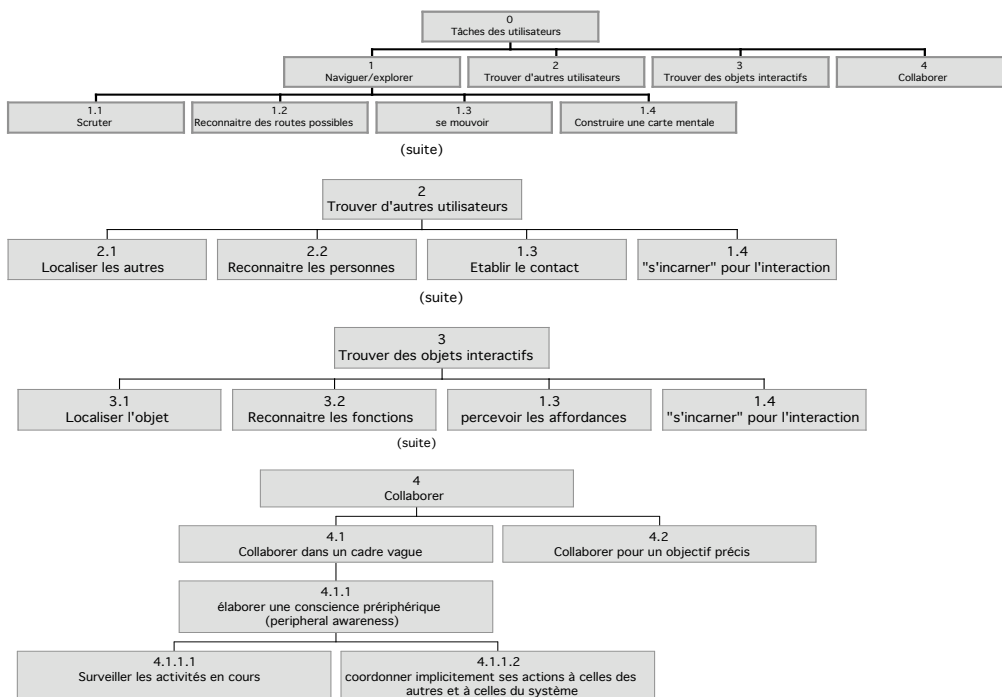 0
Tâches des utilisateurs
1
Naviguer/explorer
2
Trouver d'autres utilisateurs
3
Trouver des objets interactifs
4
Collaborer
1.1
Scruter
1.2
Reconnaitre des routes possibles
1.3
se mouvoir
1.4
Construire une carte mentale
(suite)
2
Trouver d'autres utilisateurs
2.1
Localiser les autres
2.2
Reconnaitre les personnes
1.3
Etablir le contact
1.4
"s'incarner" pour l'interaction
(suite)
3
Trouver des objets interactifs
3.1
Localiser l'objet
3.2
Reconnaitre les fonctions
1.3
percevoir les affordances
1.4
"s'incarner" pour l'interaction
(suite)
4
Collaborer
4.1
Collaborer dans un cadre vague
4.2
Collaborer pour un objectif précis
4.1.1
élaborer une conscience prériphérique
(peripheral awareness)
4.1.1.1
Surveiller les activités en cours
4.1.1.2
coordonner implicitement ses actions à celles des
autres et à celles du système